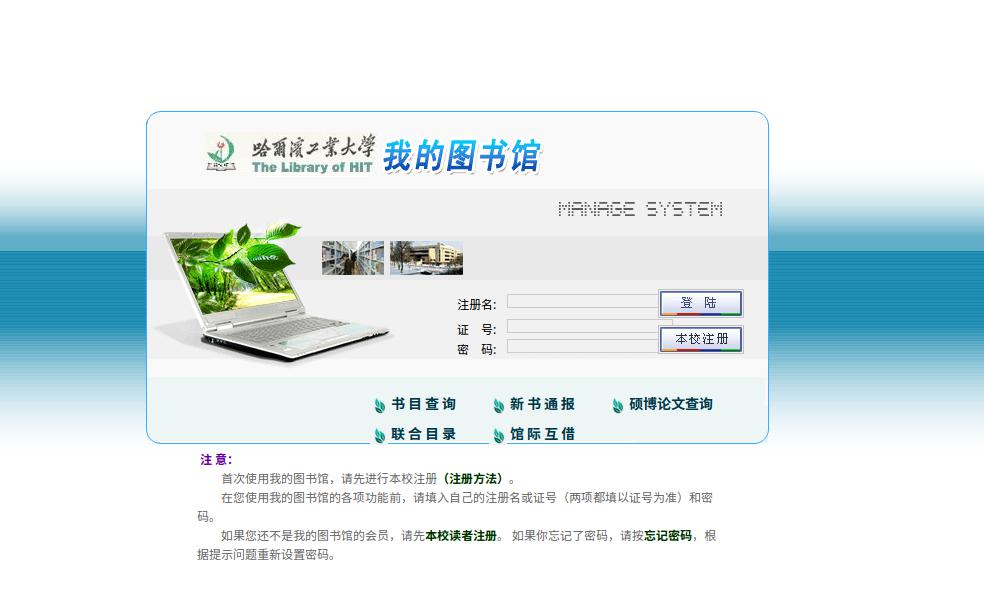 哈尔滨工业大学
The Library of HIT
我的图书馆
MANAGE SYSTEM
注册名:
登 陆
证 号:
本校注册
密 码:
书目查询 新书通报 硕博论文查询
联合目录 馆际互借
注 意：
首次使用我的图书馆，请先进行本校注册（注册方法）。
在您使用我的图书馆的各项功能前，请填入自己的注册名或证号（两项都填以证号为准）和密
码。
如果您还不是我的图书馆的会员，请先本校读者注册。 如果你忘记了密码，请按忘记密码，根
据提示问题重新设置密码。